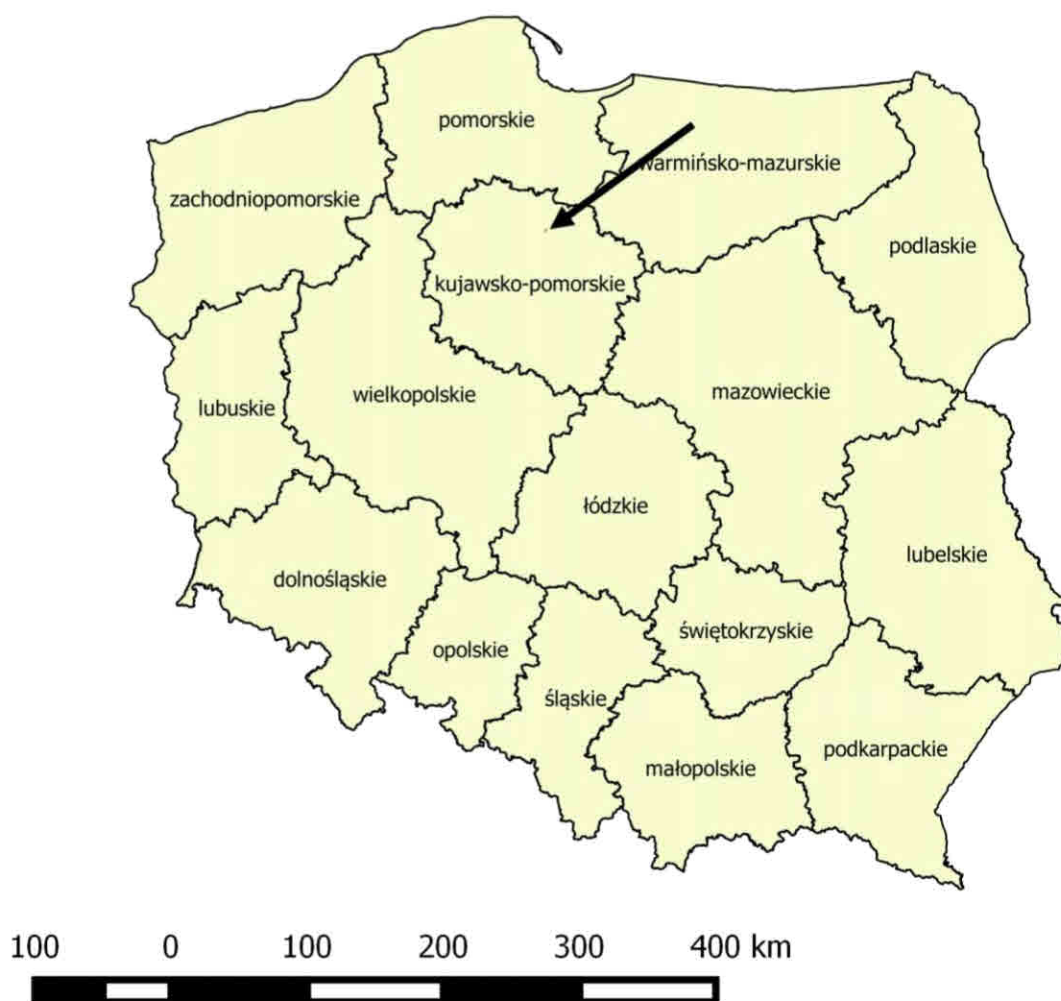 pomorskie
warmińsko-mazurskie
zachodniopomorskie
podlaskie
kujawsko-pomorskie
wielkopolskie
mazowieckie
lubuskie
łódzkie
lubelskie
dolnośląskie
świętokrzyskie
opolskie
śląskie
podkarpackie
małopolskie
100 0 100 200 300 400 km